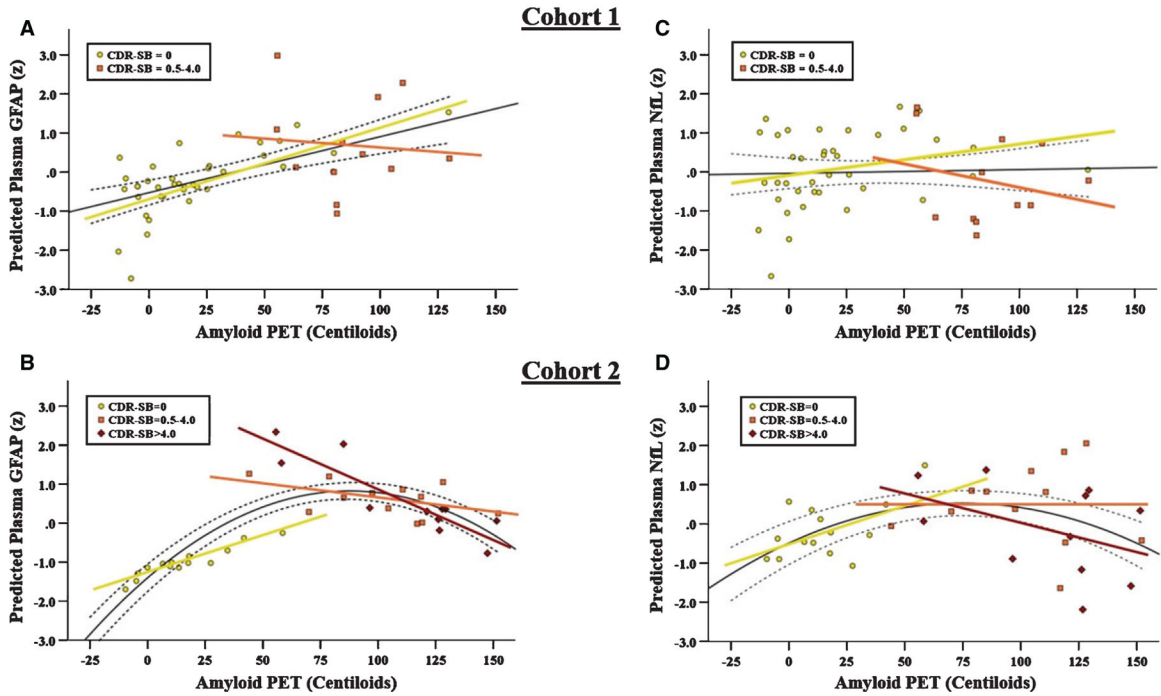 Cohort 1
A
CDR-SB = 0
CDR-SB = 0.5-4.0
Predicted Plasma GFAP (z)
3.0
2.0
1.0
.0
-1.0
-2.0
-3.0
-25 0 25 50 75 100 125 150
Amyloid PET (Centiloids)
C
CDR-SB = 0
CDR-SB = 0.5-4.0
Predicted Plasma NfL (z)
3.0
2.0
1.0
.0
-1.0
-2.0
-3.0
-25 0 25 50 75 100 125 150
Amyloid PET (Centiloids)
Cohort 2
B
CDR-SB=0
CDR-SB=0.5-4.0
CDR-SB>4.0
Predicted Plasma GFAP (z)
3.0
2.0
1.0
.0
-1.0
-2.0
-3.0
-25 0 25 50 75 100 125 150
Amyloid PET (Centiloids)
D
CDR-SB=0
CDR-SB=0.5-4.0
CDR-SB>4.0
Predicted Plasma NfL (z)
3.0
2.0
1.0
.0
-1.0
-2.0
-3.0
-25 0 25 50 75 100 125 150
Amyloid PET (Centiloids)